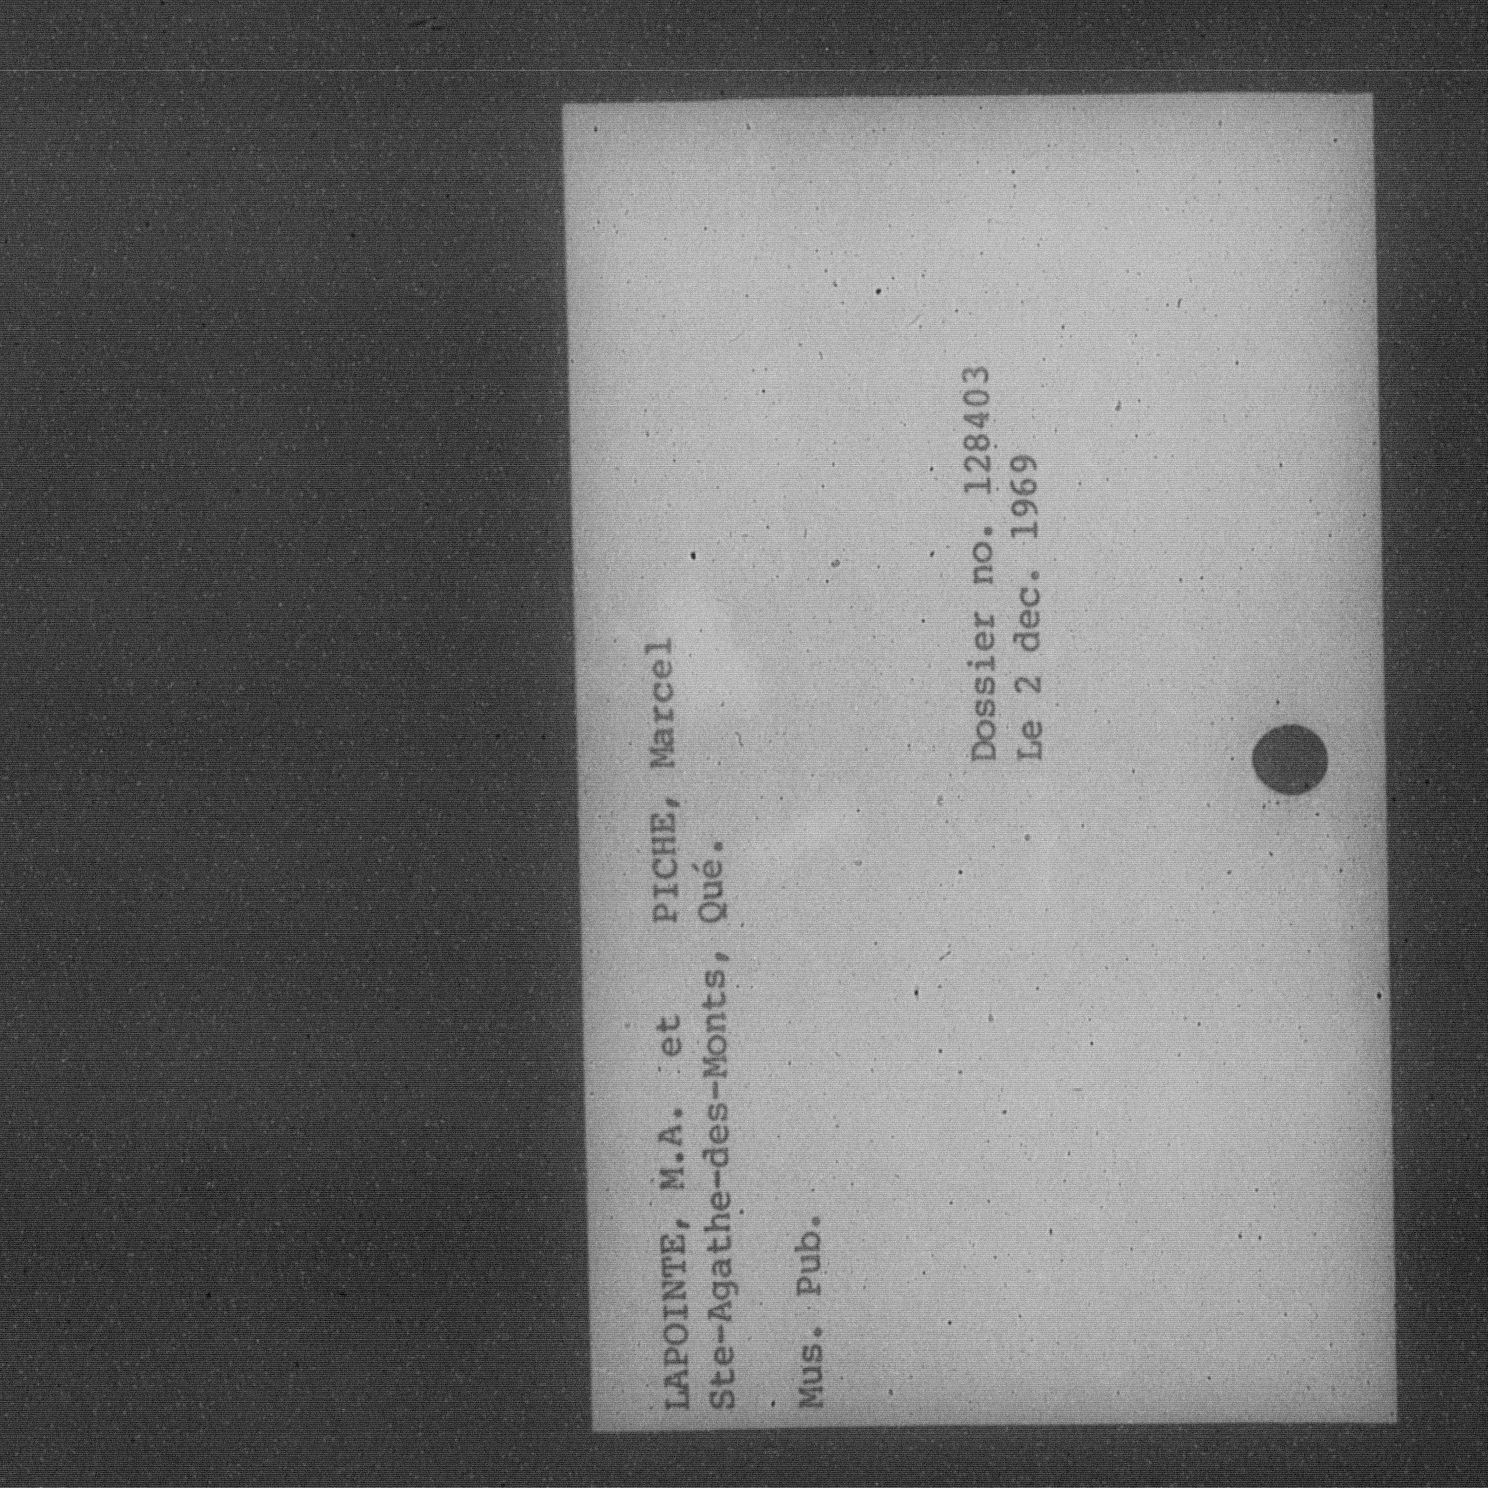 LAPOINTE, M.A. et PICHE, Marcel
Ste-Agathe-des-Monts, Qué.
Mus. Pub.
Dossier no. 128403
Le 2 dec. 1969